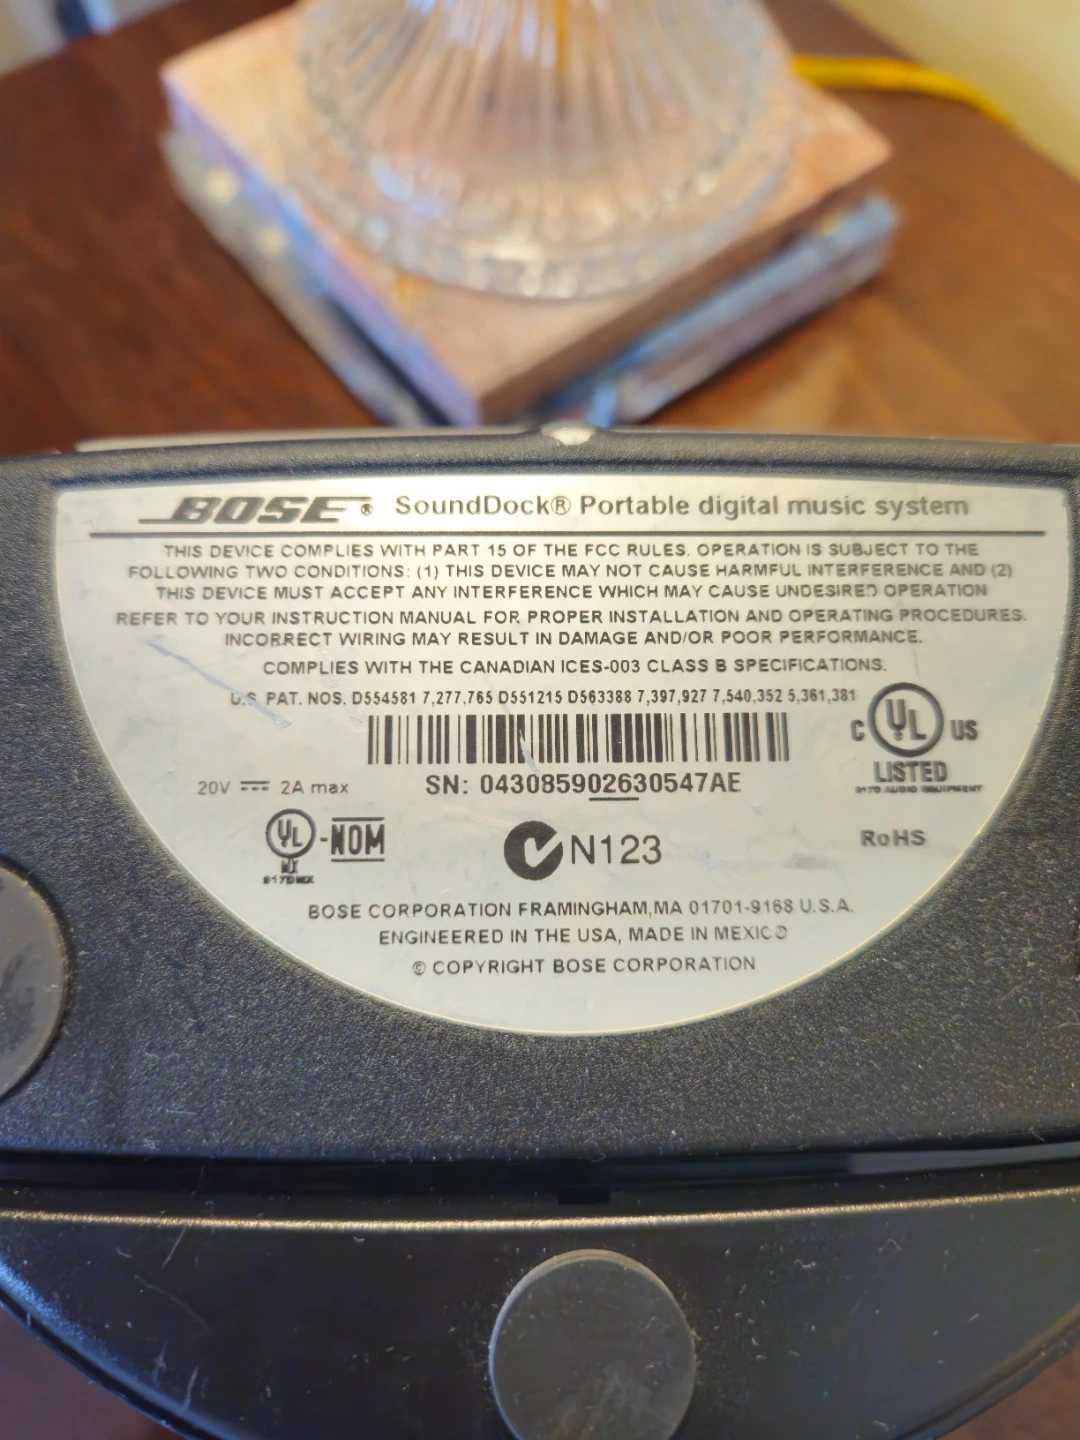 BOSE® SoundDock® Portable digital music system
THIS DEVICE COMPLIES WITH PART 15 OF THE FCC RULES. OPERATION IS SUBJECT TO THE
FOLLOWING TWO CONDITIONS: (1) THIS DEVICE MAY NOT CAUSE HARMFUL INTERFERENCE AND (2)
THIS DEVICE MUST ACCEPT ANY INTERFERENCE WHICH MAY CAUSE UNDESIRED OPERATION
REFER TO YOUR INSTRUCTION MANUAL FOR PROPER INSTALLATION AND OPERATING PROCEDURES.
INCORRECT WIRING MAY RESULT IN DAMAGE AND/OR POOR PERFORMANCE.
COMPLIES WITH THE CANADIAN ICES-003 CLASS B SPECIFICATIONS.
U.S. PAT. NOS. D554581 7,277,765 D551215 D563388 7,397,927 7,540,352 5,361,381
C UL US
LISTED
917D AUDIO EQUIPMENT
20V 2A max
SN: 043085902630547AE
UL-NOM
MX
917D MX
N123
RoHS
BOSE CORPORATION FRAMINGHAM,MA 01701-9168 U.S.A.
ENGINEERED IN THE USA, MADE IN MEXICO
© COPYRIGHT BOSE CORPORATION